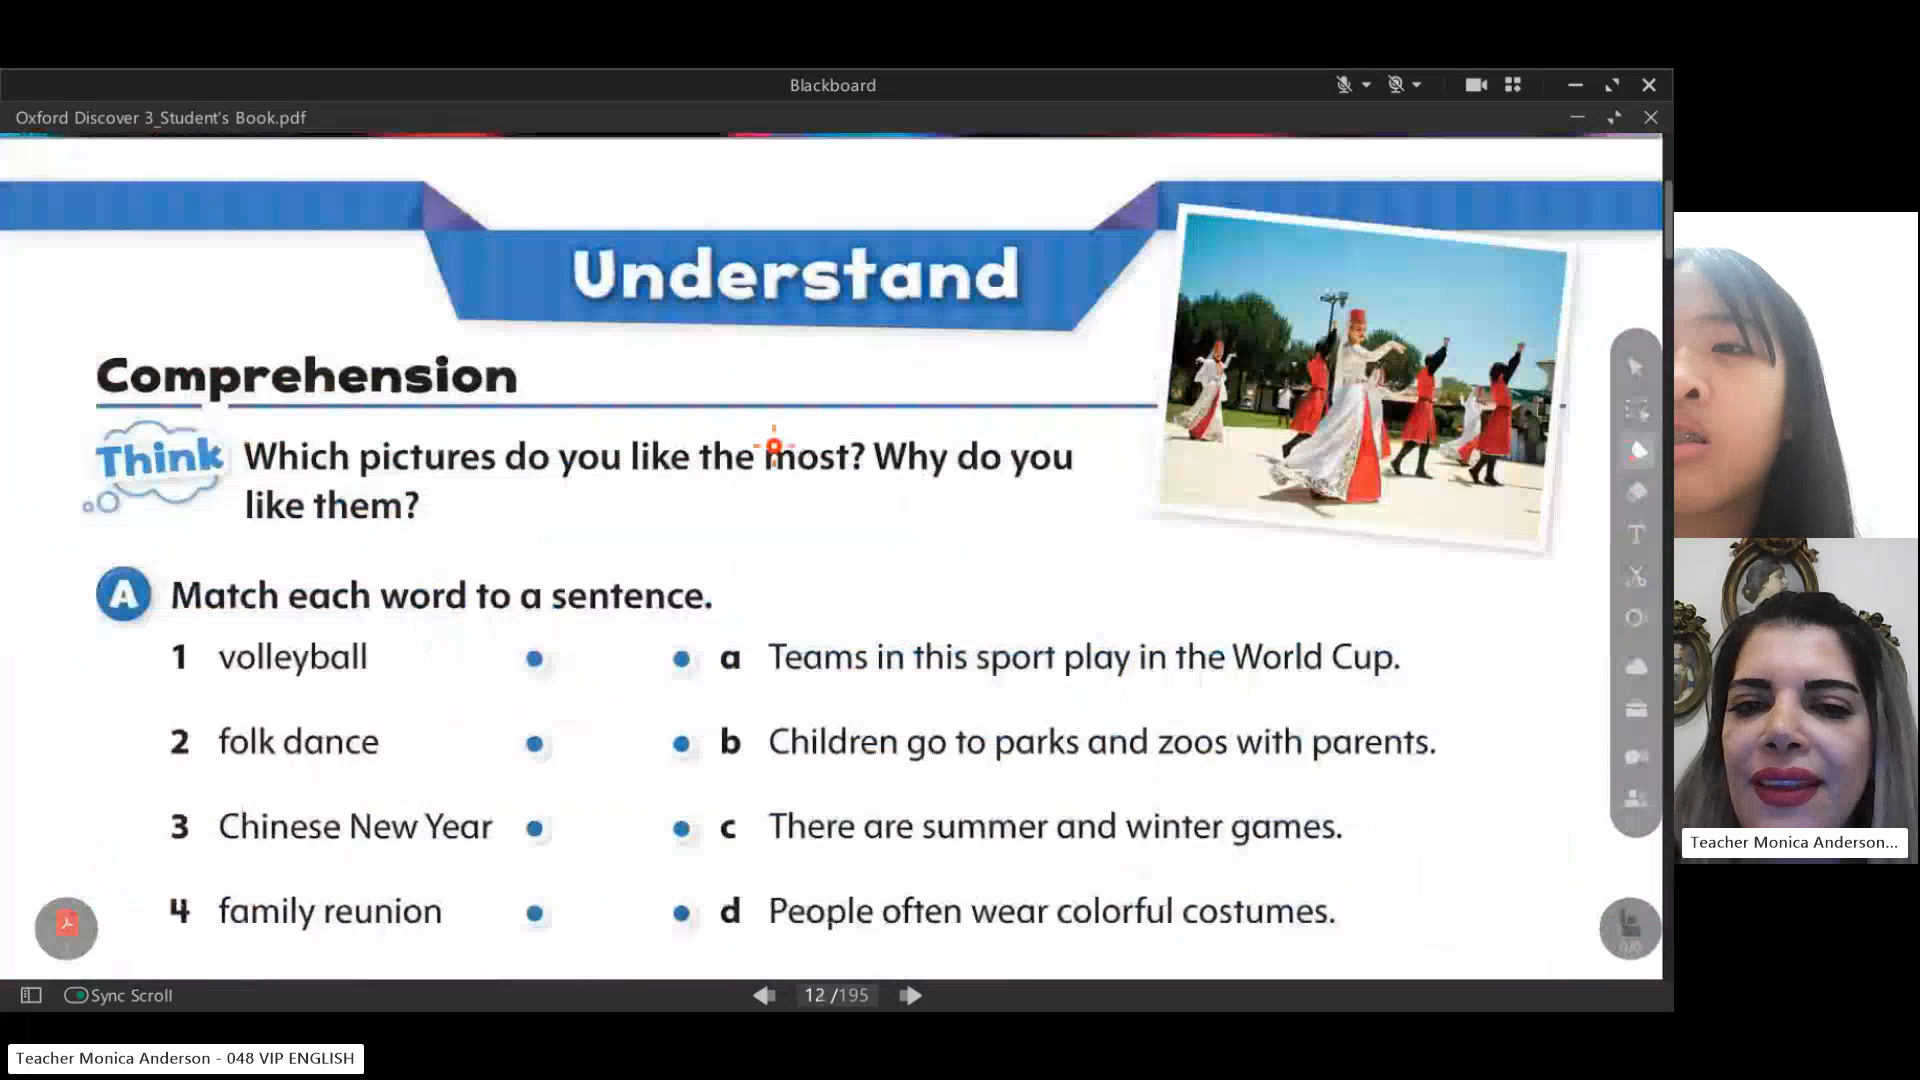 Blackboard
Oxford Discover 3_Student's Book.pdf
Understand
Comprehension
Think
Which pictures do you like the most? Why do you
like them?
A Match each word to a sentence.
1 volleyball
a Teams in this sport play in the World Cup.
2 folk dance
b Children go to parks and zoos with parents.
3 Chinese New Year
c There are summer and winter games.
4 family reunion
d People often wear colorful costumes.
Sync Scroll
12 /195
Teacher Monica Anderson...
Teacher Monica Anderson - 048 VIP ENGLISH